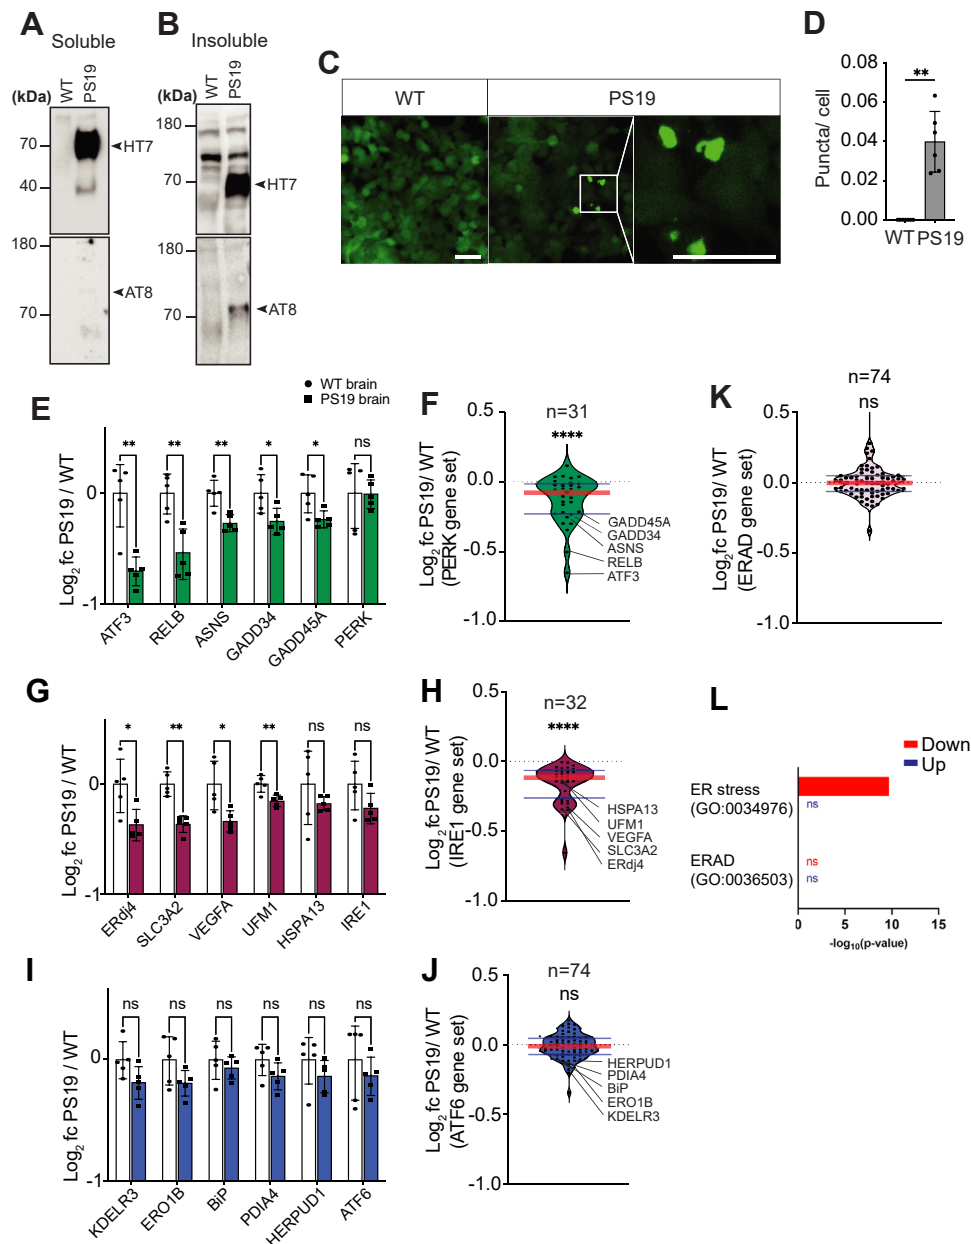 A
Soluble
(kDa)
WT
PS19
70
40
HT7
180
70
AT8
B
Insoluble
(kDa)
WT
PS19
180
70
HT7
180
70
AT8
C
WT
PS19
D
Puncta/ cell
0.08
0.06
0.04
0.02
0.00
**
WT PS19
WT brain
PS19 brain
E
Log2 fc PS19 / WT
0
-1
** ** ** * * ns
ATF3
RELB
ASNS
GADD34
GADD45A
PERK
F
Log2 fc PS19/ WT
(PERK gene set)
0.5
0.0
-0.5
-1.0
n=31
****
GADD45A
GADD34
ASNS
RELB
ATF3
K
Log2fc PS19/ WT
(ERAD gene set)
0.5
0.0
-0.5
-1.0
n=74
ns
G
Log2 fc PS19 / WT
0
-1
* ** * ** ns ns
ERdj4
SLC3A2
VEGFA
UFM1
HSPA13
IRE1
H
Log2 fcPS19/ WT
(IRE1 gene set)
0.5
0.0
-0.5
-1.0
n=32
****
HSPA13
UFM1
VEGFA
SLC3A2
ERdj4
L
Down
Up
ER stress
(GO:0034976)
ns
ERAD
(GO:0036503)
ns
ns
0 5 10 15
-log10(p-value)
I
Log2 fc PS19 / WT
0
-1
ns ns ns ns ns ns
KDELR3
ERO1B
BiP
PDIA4
HERPUD1
ATF6
J
Log2 fc PS19/ WT
(ATF6 gene set)
0.5
0.0
-0.5
-1.0
n=74
ns
HERPUD1
PDIA4
BiP
ERO1B
KDELR3